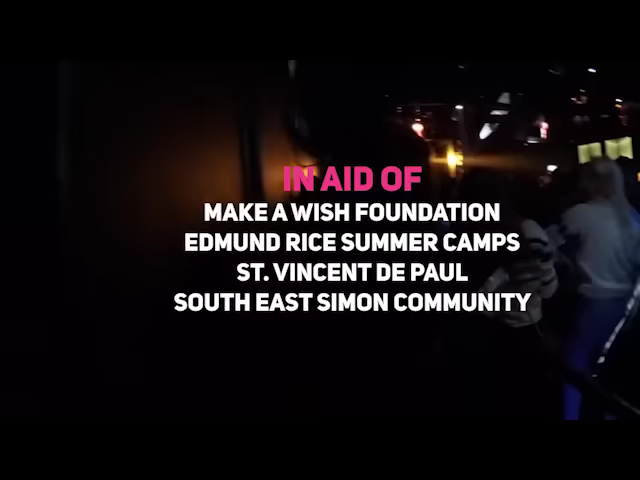 IN AID OF
MAKE A WISH FOUNDATION
EDMUND RICE SUMMER CAMPS
ST. VINCENT DE PAUL
SOUTH EAST SIMON COMMUNITY